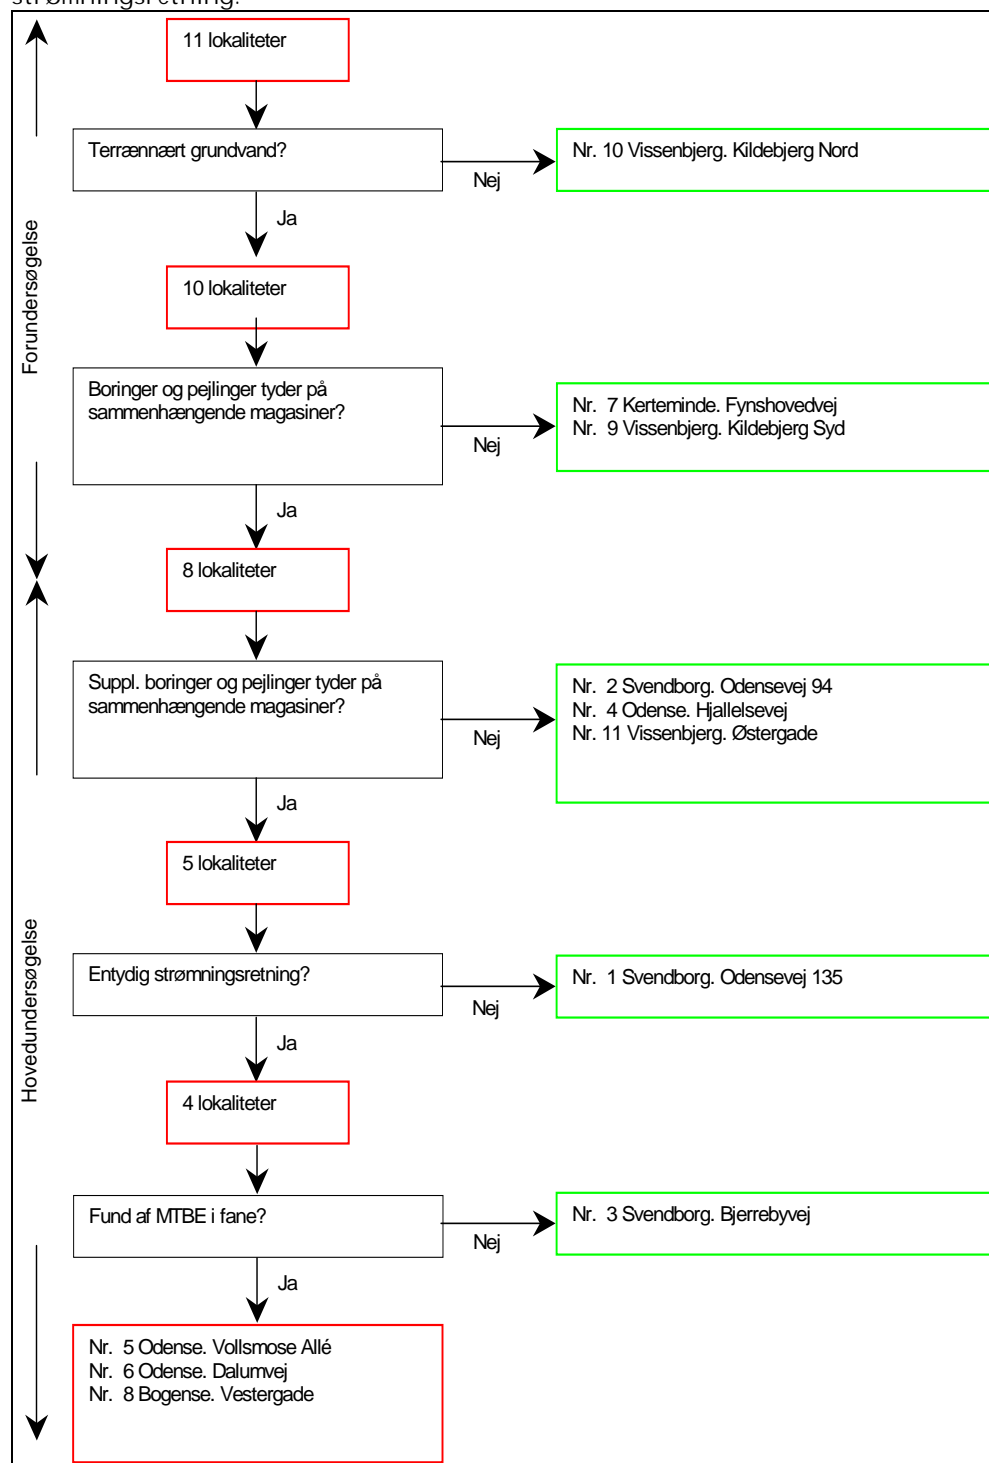 strømningsretning.
11 lokaliteter
Terrænnært grundvand?
Nej
Nr. 10 Vissenbjerg. Kildebjerg Nord
Ja
Forundersøgelse
10 lokaliteter
Boringer og pejlinger tyder på
sammenhængende magasiner?
Nej
Nr. 7 Kerteminde. Fynshovedvej
Nr. 9 Vissenbjerg. Kildebjerg Syd
Ja
8 lokaliteter
Suppl. boringer og pejlinger tyder på
sammenhængende magasiner?
Nej
Nr. 2 Svendborg. Odensevej 94
Nr. 4 Odense. Hjallelsevej
Nr. 11 Vissenbjerg. Østergade
Ja
5 lokaliteter
Hovedundersøgelse
Entydig strømningsretning?
Nej
Nr. 1 Svendborg. Odensevej 135
Ja
4 lokaliteter
Fund af MTBE i fane?
Nej
Nr. 3 Svendborg. Bjerrebyvej
Ja
Nr. 5 Odense. Vollsmose Allé
Nr. 6 Odense. Dalumvej
Nr. 8 Bogense. Vestergade